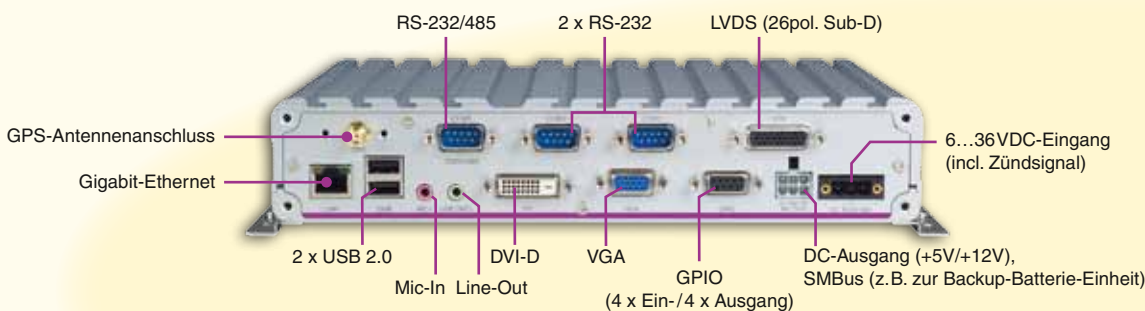 RS-232/485
2 x RS-232
LVDS (26pol. Sub-D)
GPS-Antennenanschluss
6...36VDC-Eingang
(incl. Zündsignal)
Gigabit-Ethernet
2 x USB 2.0
DVI-D
VGA
DC-Ausgang (+5V/+12V),
SMBus (z.B. zur Backup-Batterie-Einheit)
Mic-In
Line-Out
GPIO
(4 x Ein-/4 x Ausgang)